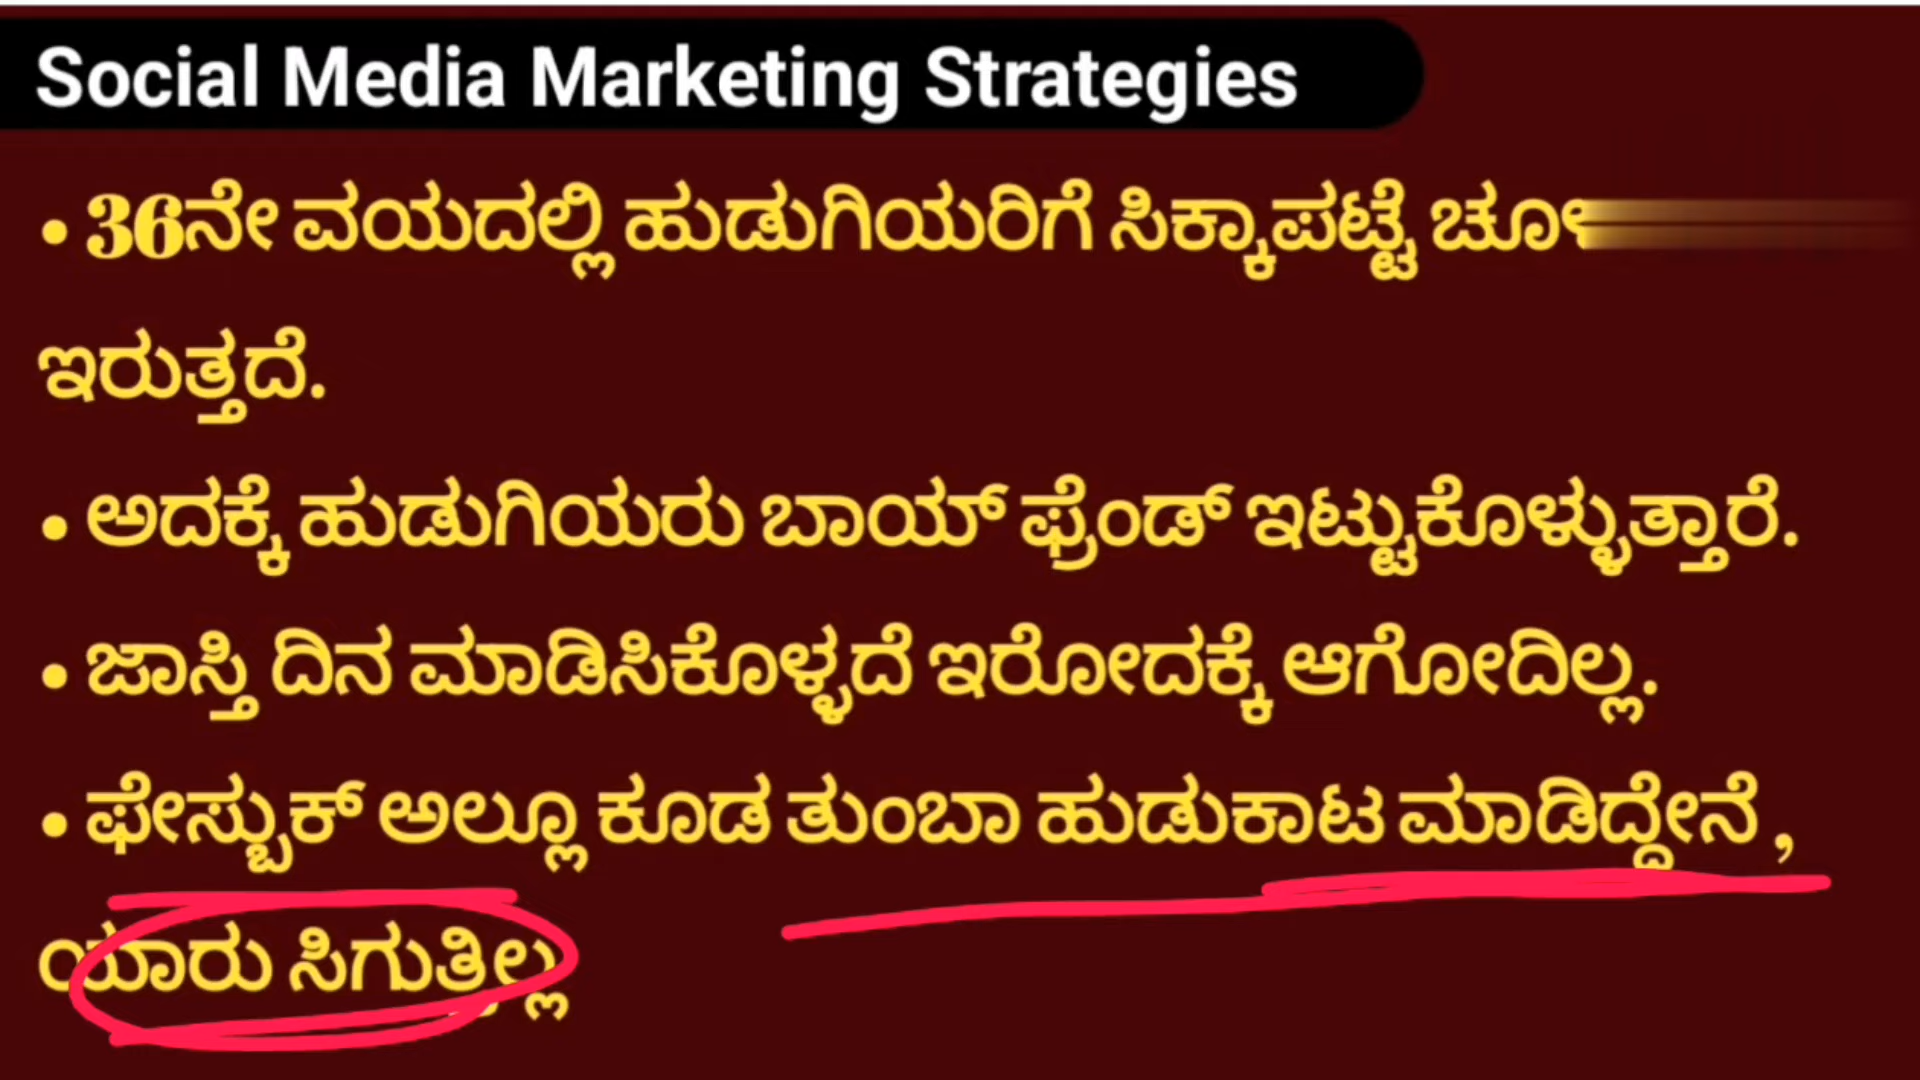 Social Media Marketing Strategies
• 36ನೇ ವಯದಲ್ಲಿ ಹುಡುಗಿಯರಿಗೆ ಸಿಕ್ಕಾಪಟ್ಟೆ
ಇರುತ್ತದೆ.
• ಅದಕ್ಕೆ ಹುಡುಗಿಯರು ಬಾಯ್ ಫ್ರೆಂಡ್ ಇಟ್ಟುಕೊಳ್ಳುತ್ತಾರೆ.
• ಜಾಸ್ತಿ ದಿನ ಮಾಡಿಸಿಕೊಳ್ಳದೆ ಇರೋದಕ್ಕೆ ಆಗೋದಿಲ್ಲ.
• ಫೇಸ್ಬುಕ್ ಅಲ್ಲೂ ಕೂಡ ತುಂಬಾ ಹುಡುಕಾಟ ಮಾಡಿದ್ದೇನೆ ,
ಯಾರು ಸಿಗುತ್ತಿಲ್ಲ